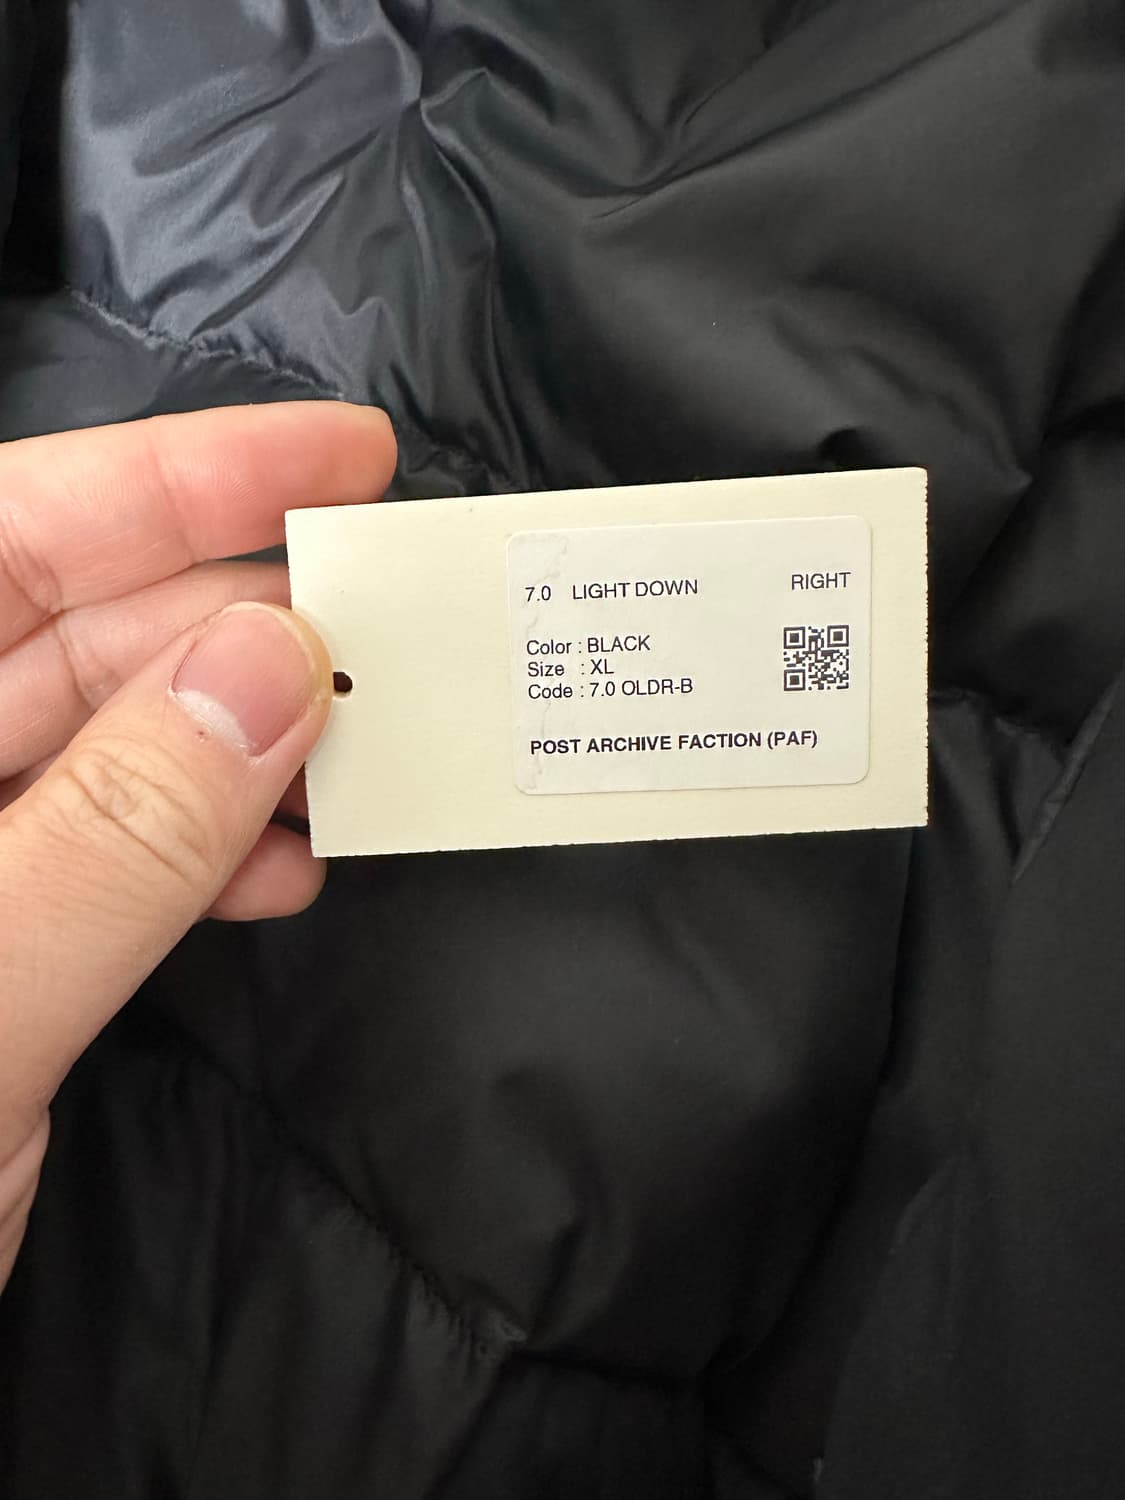 7.0 LIGHT DOWN RIGHT
Color : BLACK
Size : XL
Code : 7.0 OLDR-B
POST ARCHIVE FACTION (PAF)